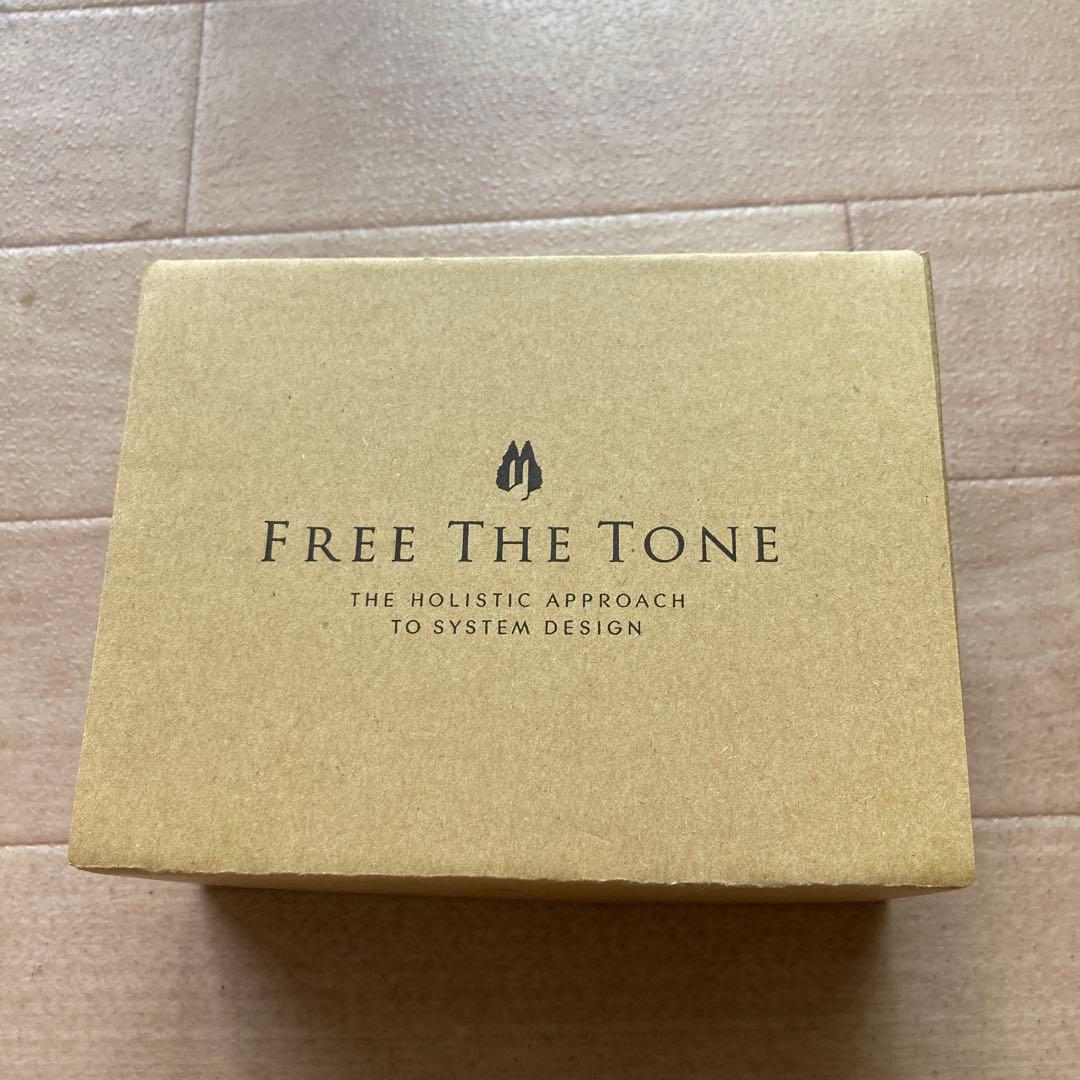 FREE THE TONE
THE HOLISTIC APPROACH
TO SYSTEM DESIGN